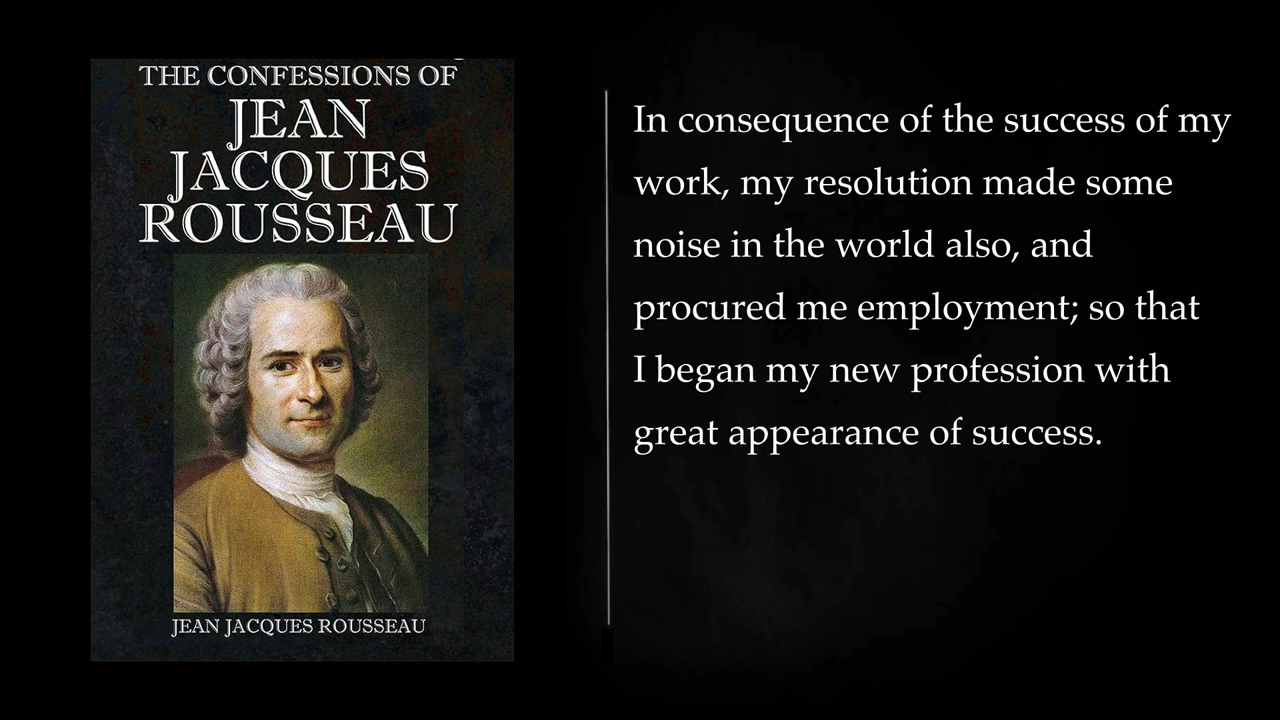 THE CONFESSIONS OF
JEAN
JACQUES
ROUSSEAU
JEAN JACQUES ROUSSEAU
In consequence of the success of my
work, my resolution made some
noise in the world also, and
procured me employment; so that
I began my new profession with
great appearance of success.